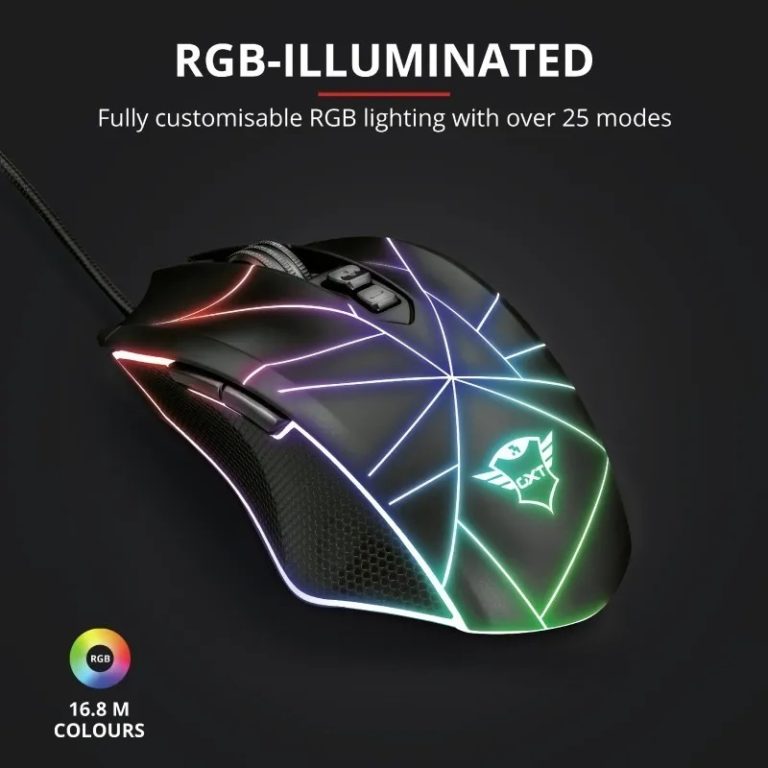 RGB-ILLUMINATED
Fully customisable RGB lighting with over 25 modes
GXT
RGB
16.8 M
COLOURS